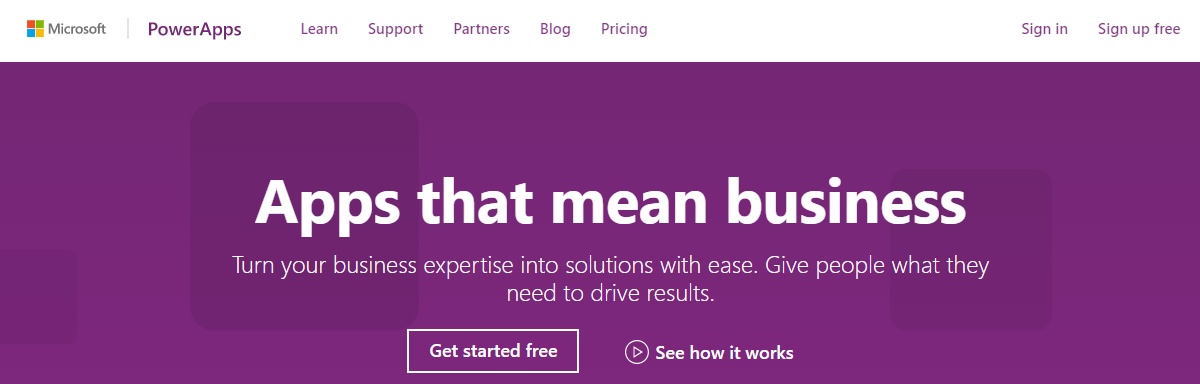 Microsoft PowerApps Learn Support Partners Blog Pricing Sign in Sign up free
Apps that mean business
Turn your business expertise into solutions with ease. Give people what they
need to drive results.
Get started free See how it works